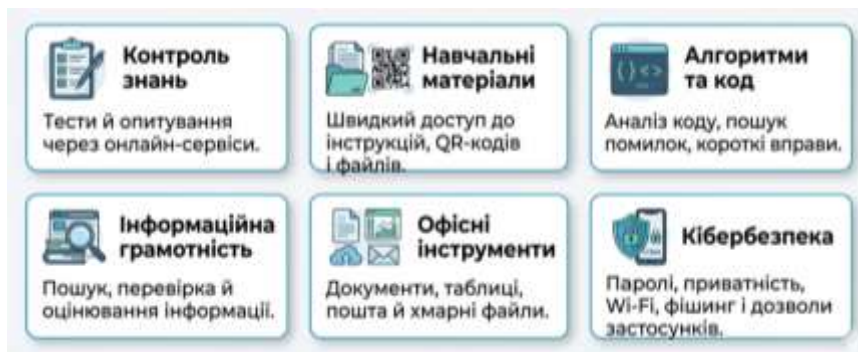 Контроль
знань
Тести й опитування
через онлайн-сервіси.
Навчальні
матеріали
Швидкий доступ до
інструкцій, QR-кодів
і файлів.
Алгоритми
та код
Аналіз коду, пошук
помилок, короткі вправи.
Інформаційна
грамотність
Пошук, перевірка й
оцінювання інформації.
Офісні
інструменти
Документи, таблиці,
пошта й хмарні файли.
Кібербезпека
Паролі, приватність,
Wi-Fi, фішинг і дозволи
застосунків.